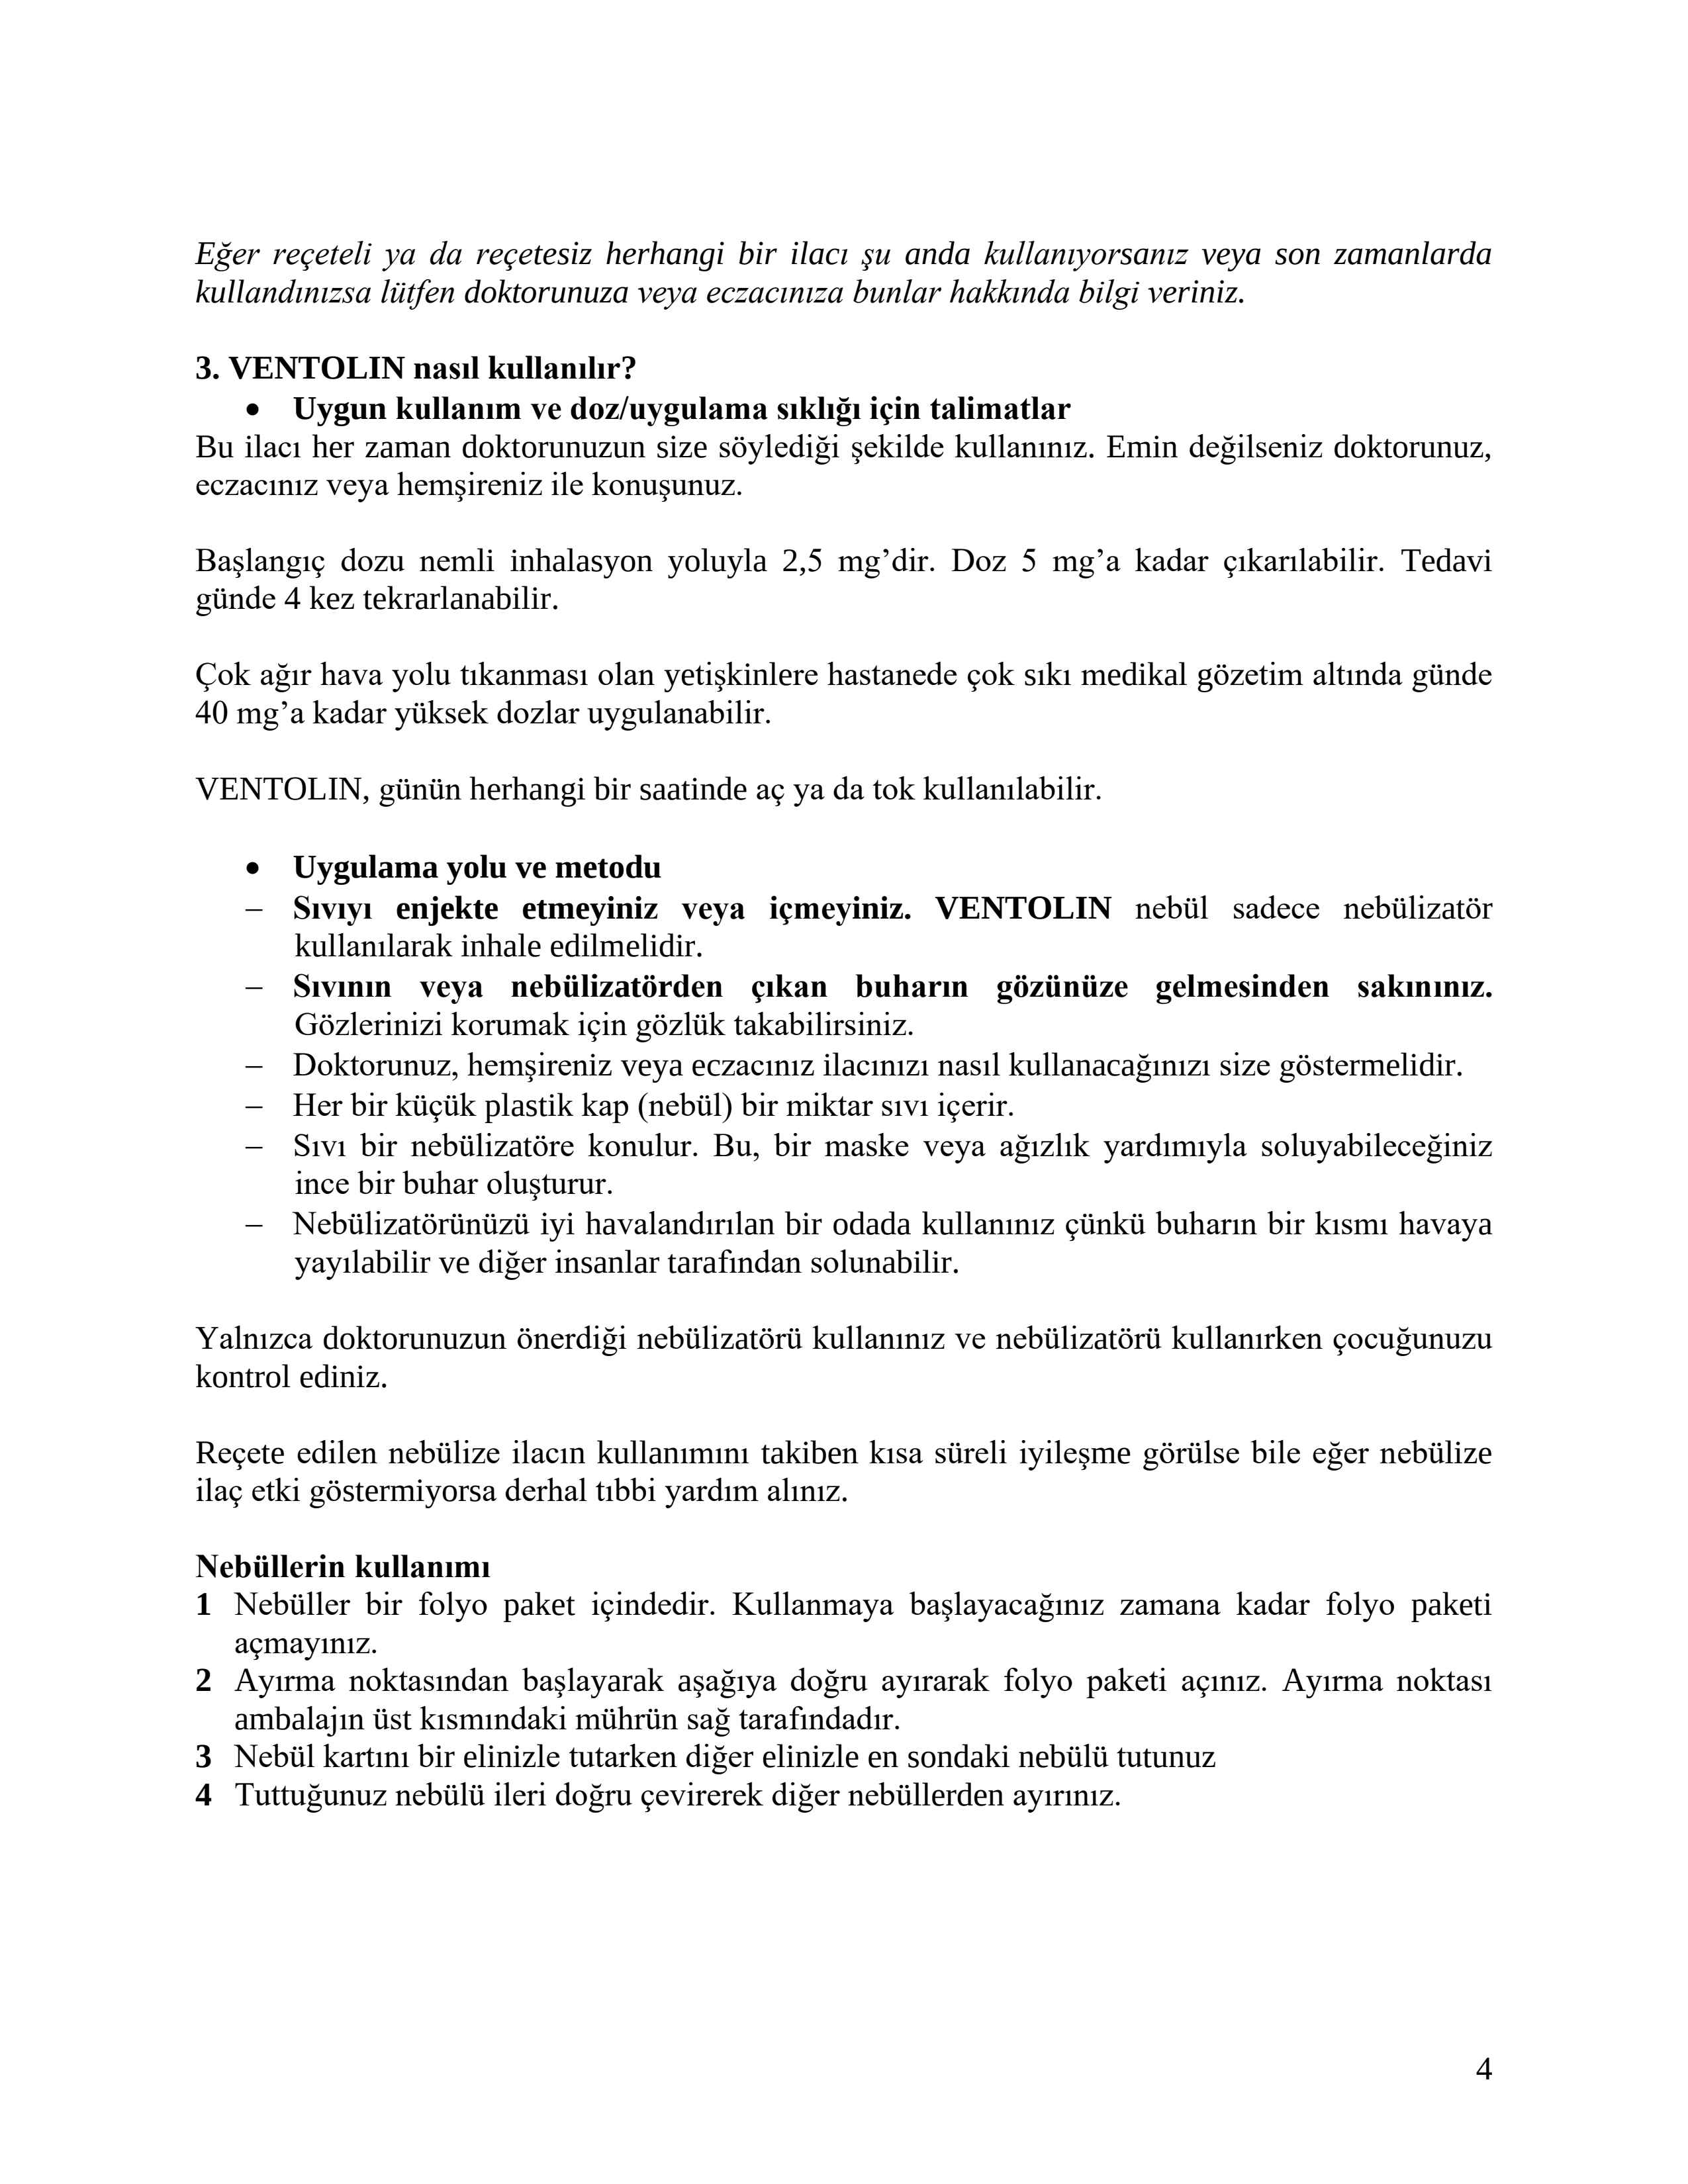 Eğer reçeteli ya da reçetesiz herhangi bir ilacı şu anda kullanıyorsanız veya son zamanlarda
kullandınızsa lütfen doktorunuza veya eczacınıza bunlar hakkında bilgi veriniz.
3. VENTOLIN nasıl kullanılır?
• Uygun kullanım ve doz/uygulama sıklığı için talimatlar
Bu ilacı her zaman doktorunuzun size söylediği şekilde kullanınız. Emin değilseniz doktorunuz,
eczacınız veya hemşireniz ile konuşunuz.
Başlangıç dozu nemli inhalasyon yoluyla 2,5 mg’dir. Doz 5 mg’a kadar çıkarılabilir. Tedavi
günde 4 kez tekrarlanabilir.
Çok ağır hava yolu tıkanması olan yetişkinlere hastanede çok sıkı medikal gözetim altında günde
40 mg’a kadar yüksek dozlar uygulanabilir.
VENTOLIN, günün herhangi bir saatinde aç ya da tok kullanılabilir.
• Uygulama yolu ve metodu
– Sıvıyı enjekte etmeyiniz veya içmeyiniz. VENTOLIN nebül sadece nebülizatör
kullanılarak inhale edilmelidir.
– Sıvının veya nebülizatörden çıkan buharın gözünüze gelmesinden sakınınız.
Gözlerinizi korumak için gözlük takabilirsiniz.
– Doktorunuz, hemşireniz veya eczacınız ilacınızı nasıl kullanacağınızı size göstermelidir.
– Her bir küçük plastik kap (nebül) bir miktar sıvı içerir.
– Sıvı bir nebülizatöre konulur. Bu, bir maske veya ağızlık yardımıyla soluyabileceğiniz
ince bir buhar oluşturur.
– Nebülizatörünüzü iyi havalandırılan bir odada kullanınız çünkü buharın bir kısmı havaya
yayılabilir ve diğer insanlar tarafından solunabilir.
Yalnızca doktorunuzun önerdiği nebülizatörü kullanınız ve nebülizatörü kullanırken çocuğunuzu
kontrol ediniz.
Reçete edilen nebülize ilacın kullanımını takiben kısa süreli iyileşme görülse bile eğer nebülize
ilaç etki göstermiyorsa derhal tıbbi yardım alınız.
Nebüllerin kullanımı
1 Nebüller bir folyo paket içindedir. Kullanmaya başlayacağınız zamana kadar folyo paketi
açmayınız.
2 Ayırma noktasından başlayarak aşağıya doğru ayırarak folyo paketi açınız. Ayırma noktası
ambalajın üst kısmındaki mührün sağ tarafındadır.
3 Nebül kartını bir elinizle tutarken diğer elinizle en sondaki nebülü tutunuz
4 Tuttuğunuz nebülü ileri doğru çevirerek diğer nebüllerden ayırınız.
4